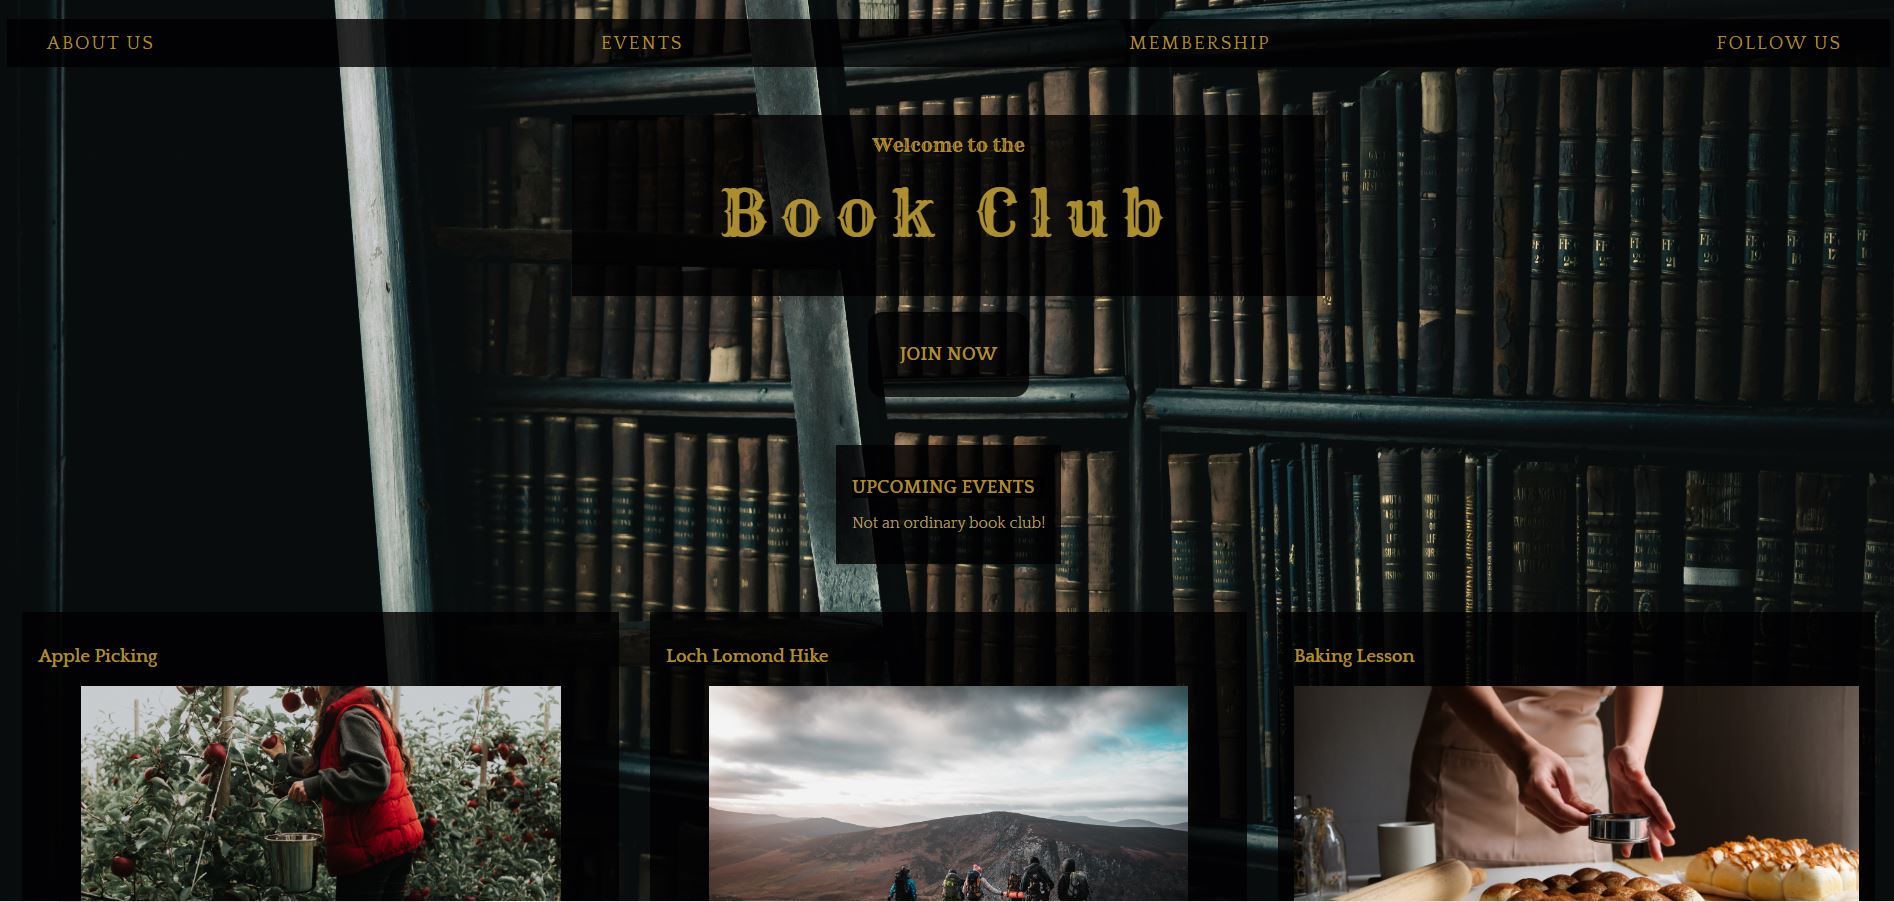 ABOUT US
EVENTS
MEMBERSHIP
FOLLOW US
Welcome to the
Book Club
JOIN NOW
UPCOMING EVENTS
Not an ordinary book club!
Apple Picking
Loch Lomond Hike
Baking Lesson